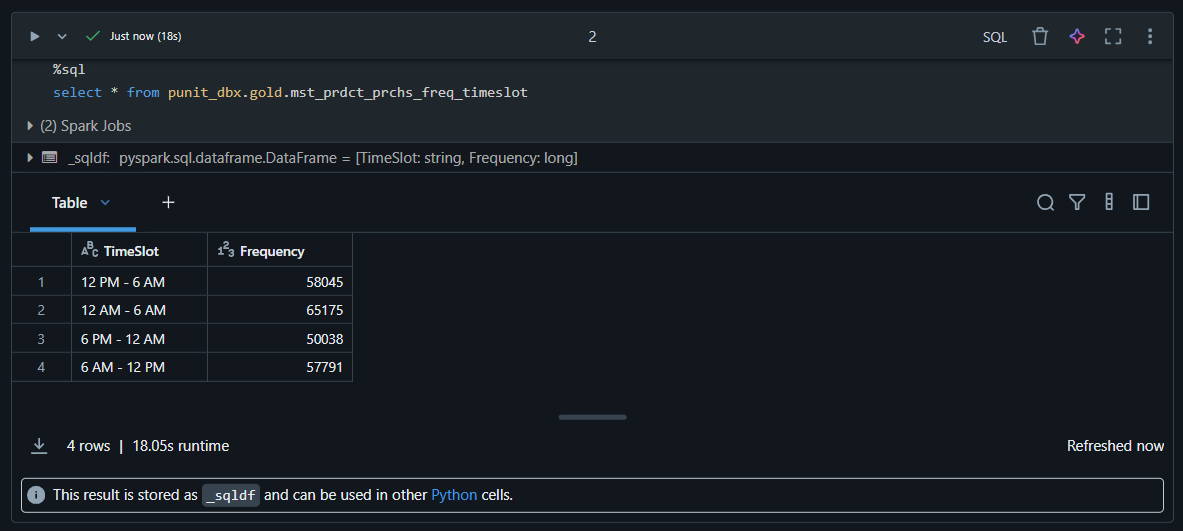 Just now (18s)
2
SQL
%sql
select * from punit_dbx.gold.mst_prdct_prchs_freq_timeslot
(2) Spark Jobs
_sqldf: pyspark.sql.dataframe.DataFrame = [TimeSlot: string, Frequency: long]
Table +
ABC TimeSlot 123 Frequency
1 12 PM - 6 AM 58045
2 12 AM - 6 AM 65175
3 6 PM - 12 AM 50038
4 6 AM - 12 PM 57791
4 rows | 18.05s runtime
Refreshed now
This result is stored as _sqldf and can be used in other Python cells.